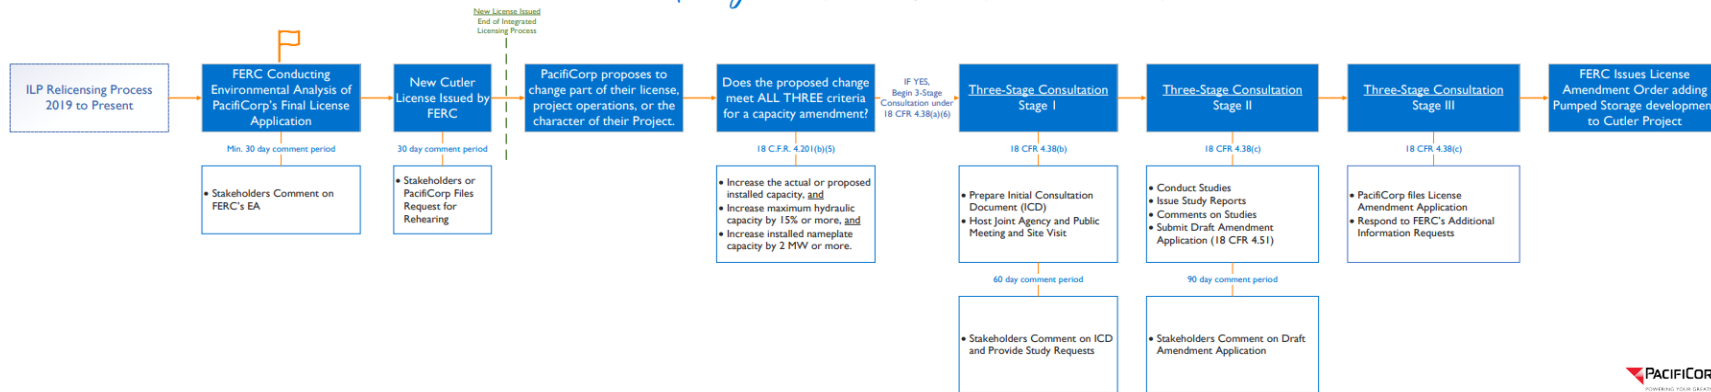 New License Issued
End of Integrated
Licensing Process
ILP Relicensing Process
2019 to Present
FERC Conducting
Environmental Analysis of
PacifiCorp's Final License
Application
Min. 30 day comment period
• Stakeholders Comment on
FERC's EA
New Cutler
License Issued by
FERC
30 day comment period
• Stakeholders or
PacifiCorp Files
Request for
Rehearing
PacifiCorp proposes to
change part of their license,
project operations, or the
character of their Project.
Does the proposed change
meet ALL THREE criteria
for a capacity amendment?
18 C.F.R. 4.201(b)(5)
• Increase the actual or proposed
installed capacity, and
• Increase maximum hydraulic
capacity by 15% or more, and
• Increase installed nameplate
capacity by 2 MW or more.
IF YES,
Begin 3-Stage
Consultation under
18 CFR 4.38(a)(6)
Three-Stage Consultation
Stage I
18 CFR 4.38(b)
• Prepare Initial Consultation
Document (ICD)
• Host Joint Agency and Public
Meeting and Site Visit
60 day comment period
• Stakeholders Comment on ICD
and Provide Study Requests
Three-Stage Consultation
Stage II
18 CFR 4.38(c)
• Conduct Studies
• Issue Study Reports
• Comments on Studies
• Submit Draft Amendment
Application (18 CFR 4.51)
90 day comment period
• Stakeholders Comment on Draft
Amendment Application
Three-Stage Consultation
Stage III
18 CFR 4.38(c)
• PacifiCorp files License
Amendment Application
• Respond to FERC's Additional
Information Requests
FERC Issues License
Amendment Order adding
Pumped Storage development
to Cutler Project
PACIFICOR
POWERING YOUR GREAT